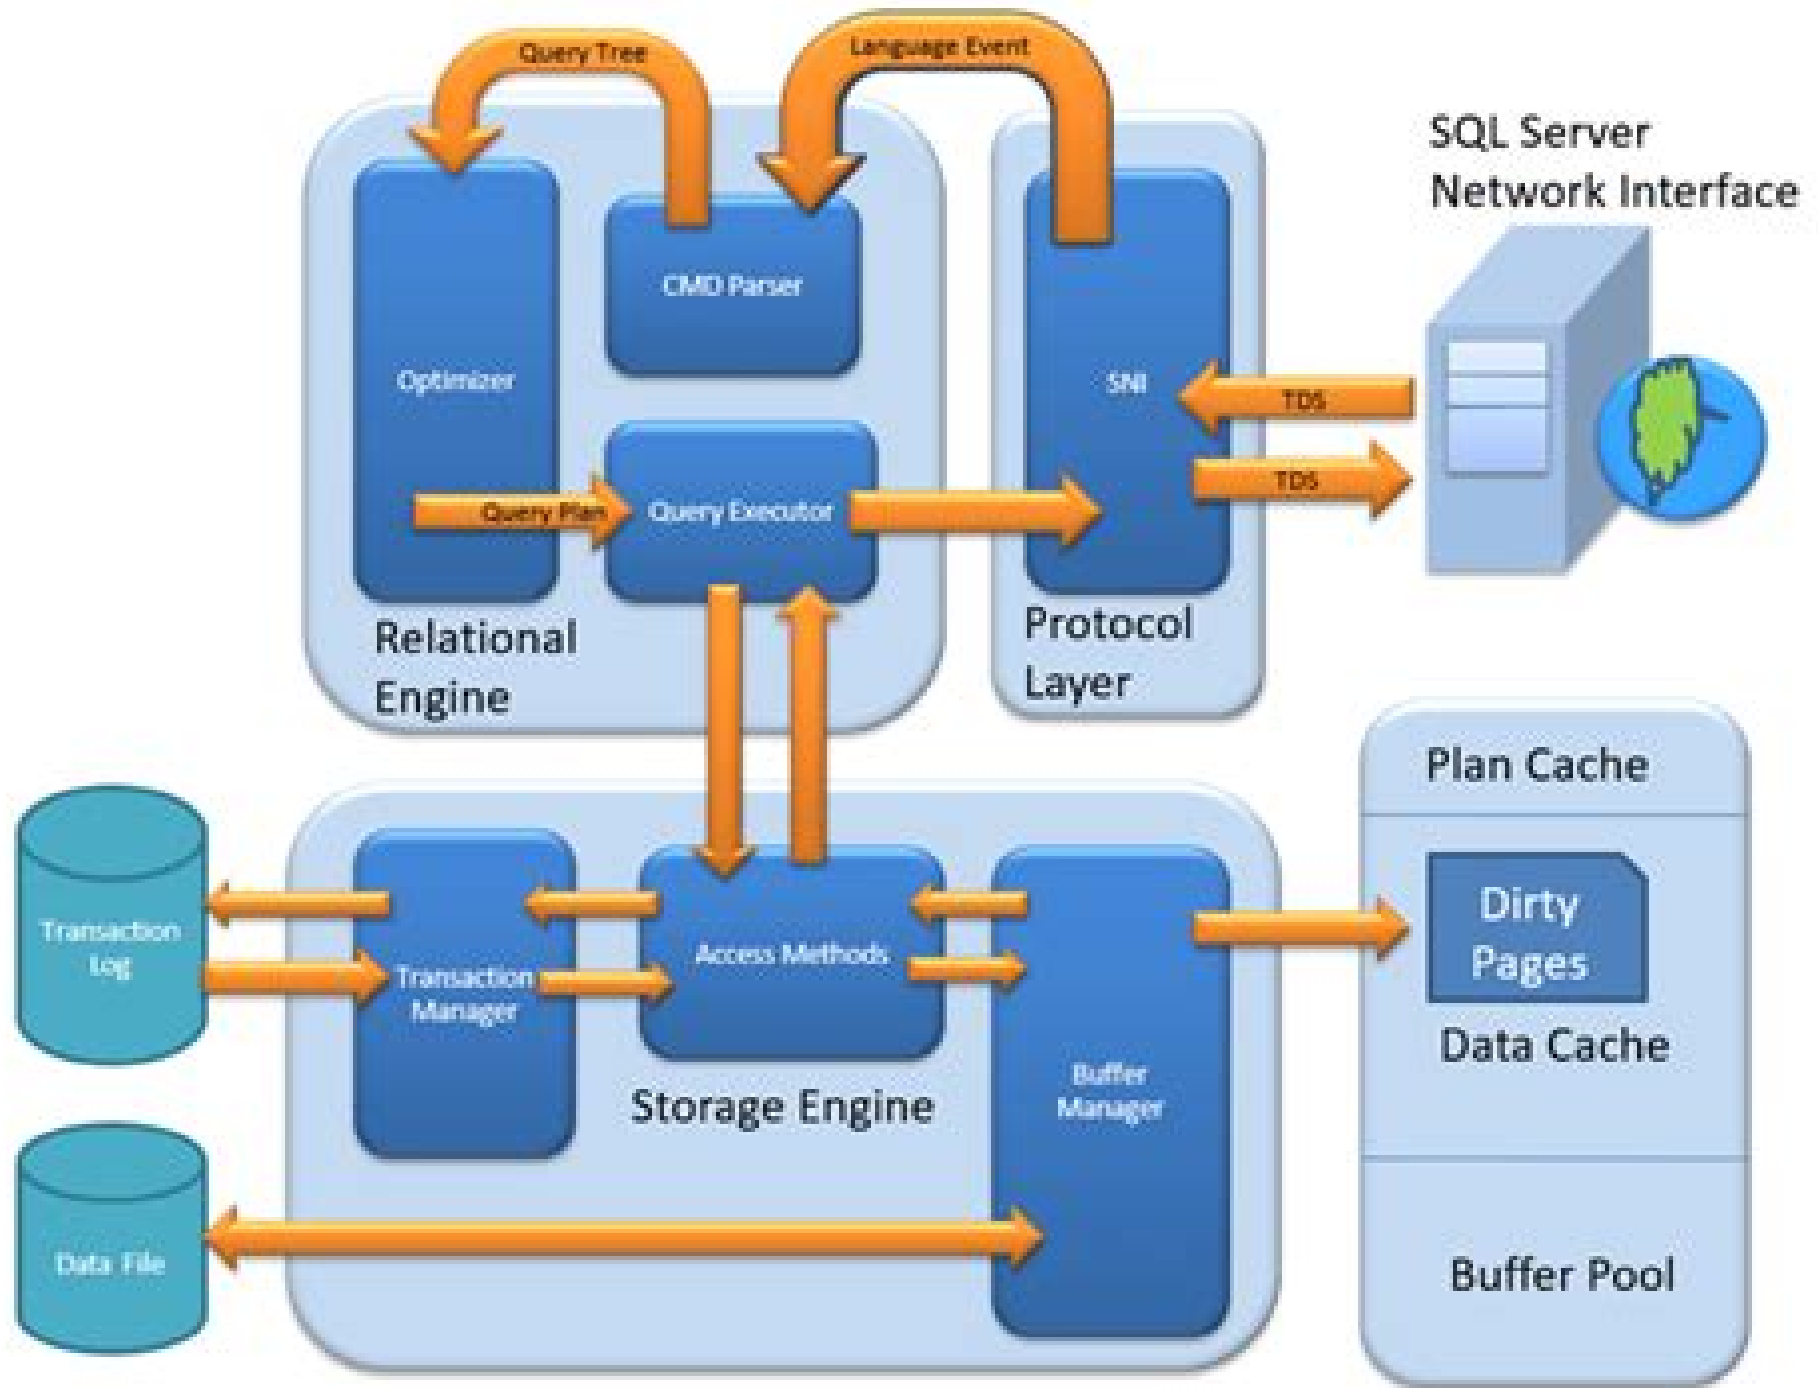 Query Tree
Language Event
SQL Server
Network Interface
CMD Parser
Optimizer
SNI
TDS
TDS
Query Plan
Query Executor
Relational
Engine
Protocol
Layer
Plan Cache
Transaction
Log
Transaction
Manager
Access Methods
Dirty
Pages
Data Cache
Buffer
Manager
Storage Engine
Data File
Buffer Pool